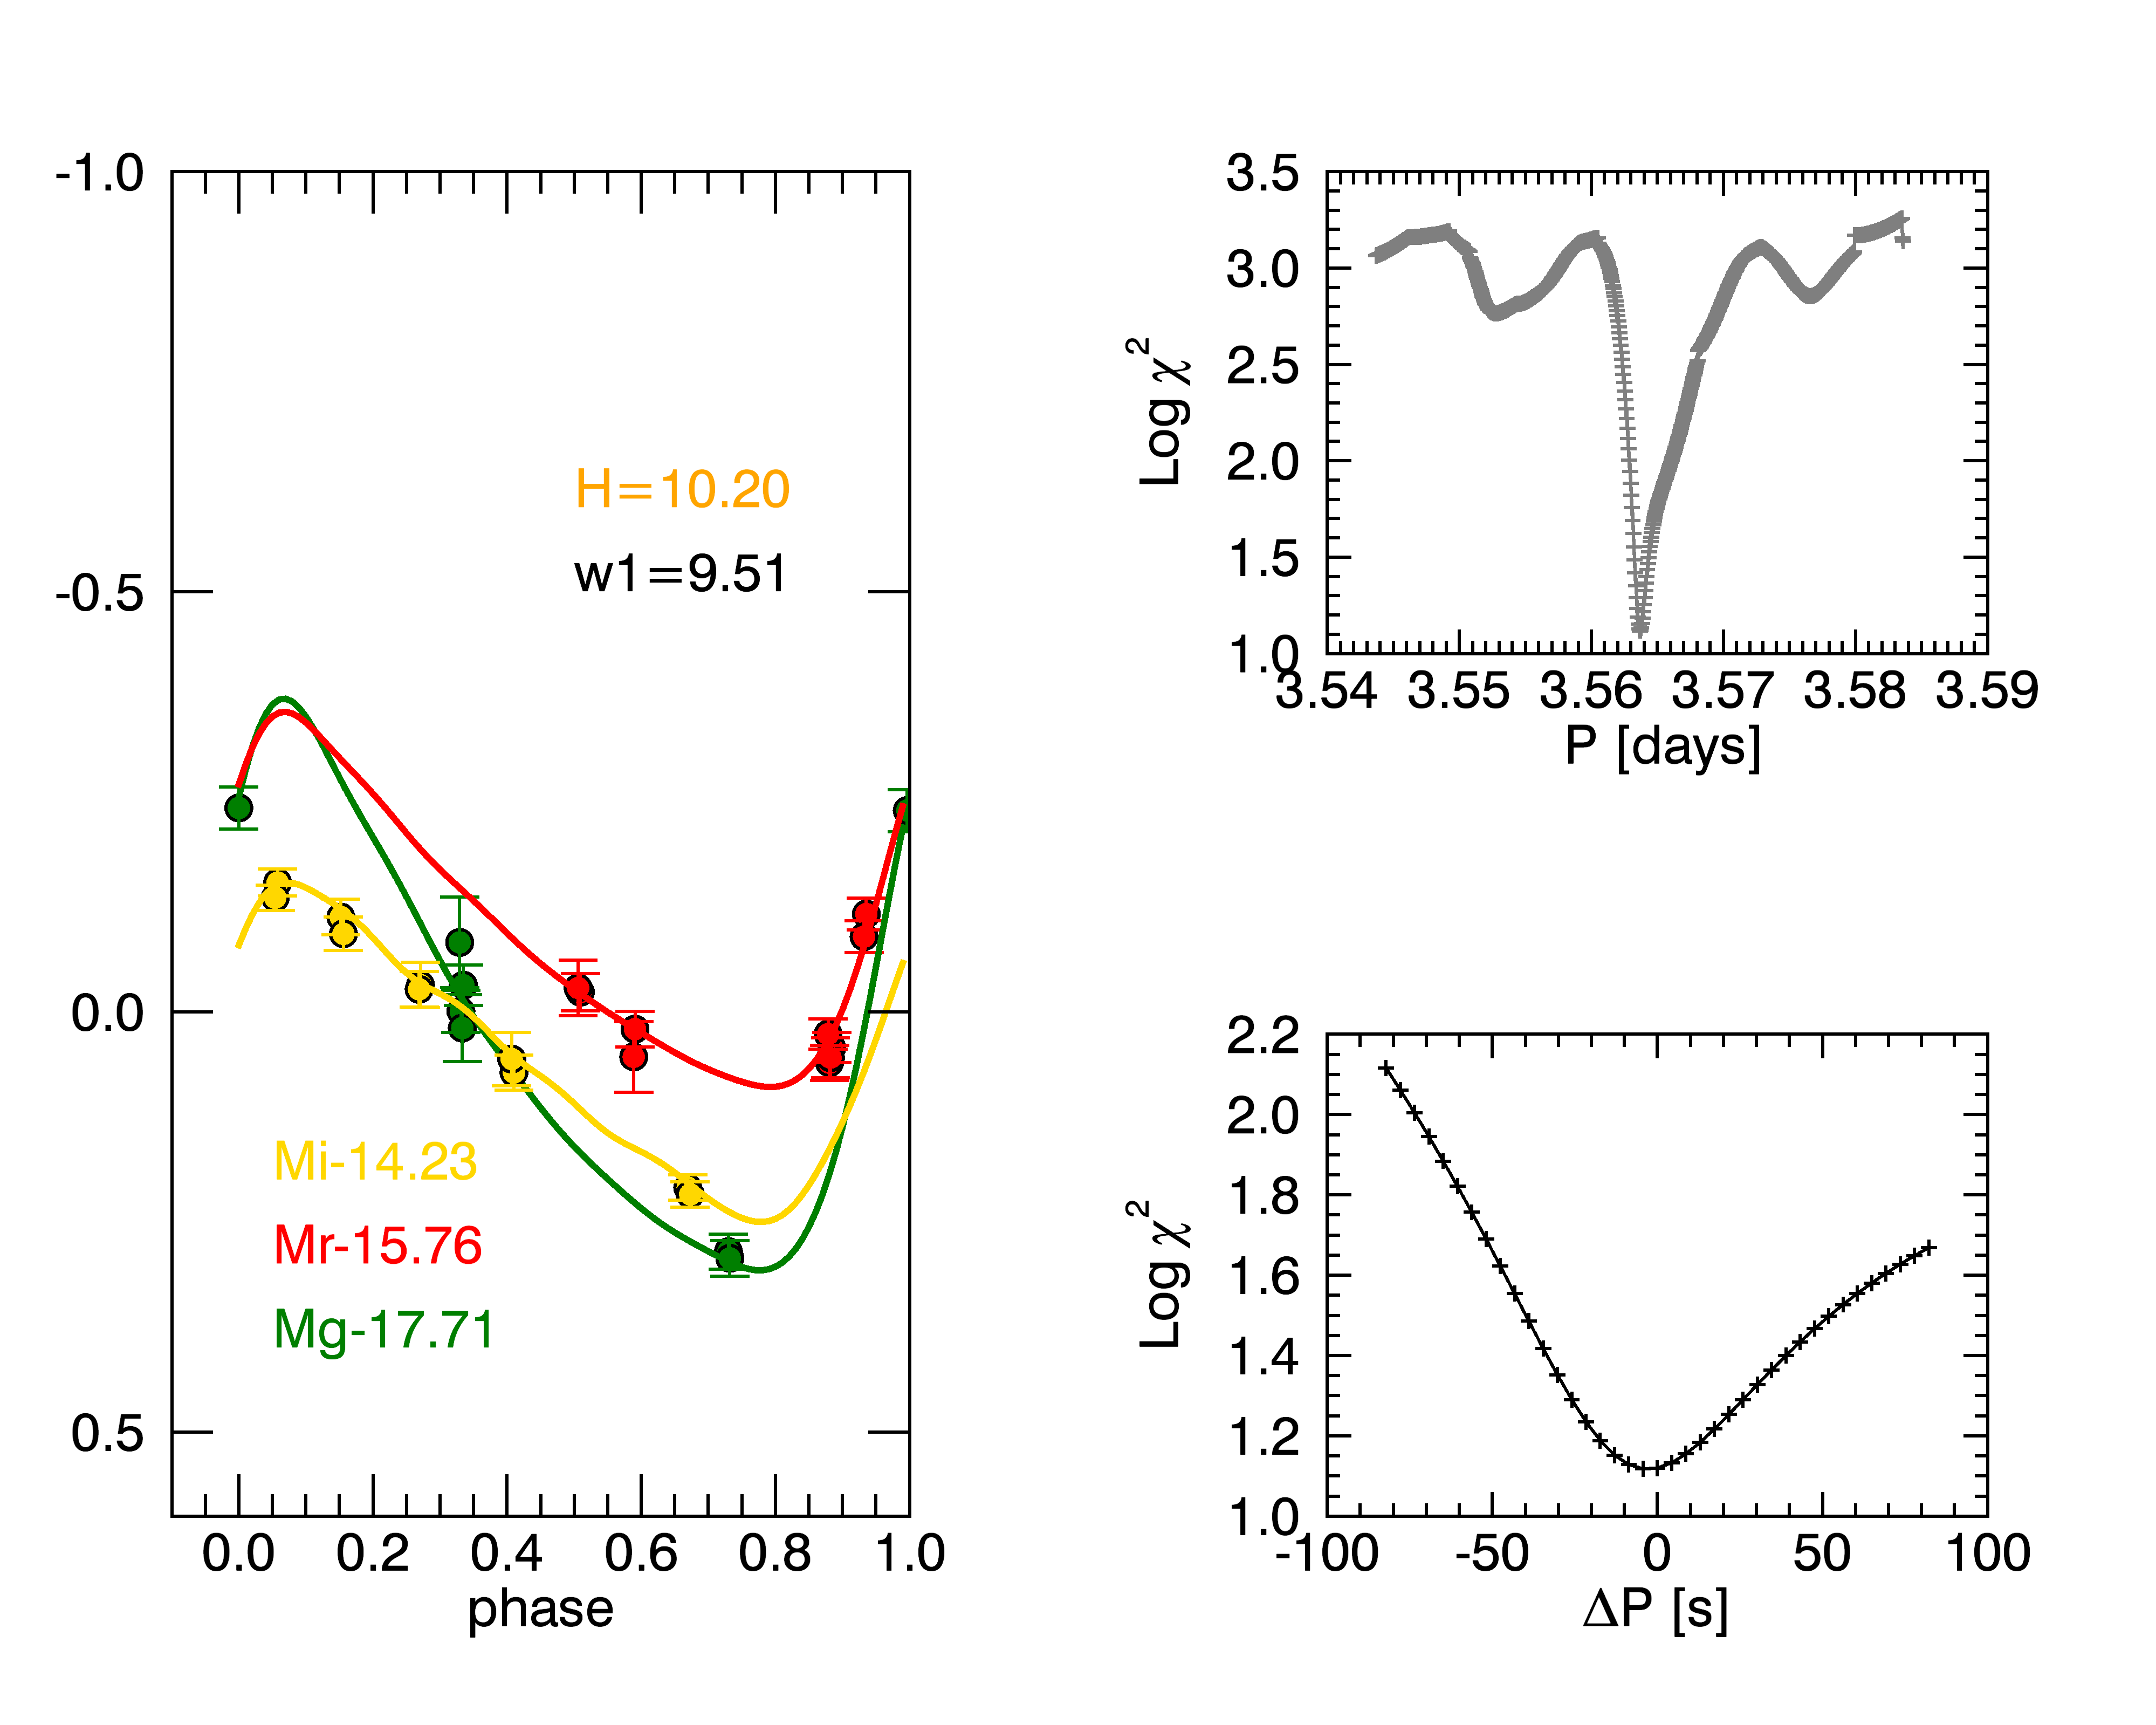 -1.0
-0.5
0.0
0.5
H=10.20
w1=9.51
Mi-14.23
Mr-15.76
Mg-17.71
0.0 0.2 0.4 0.6 0.8 1.0
phase
3.5
3.0
2.5
2.0
1.5
1.0
Log χ²
3.54 3.55 3.56 3.57 3.58 3.59
P [days]
2.2
2.0
1.8
1.6
1.4
1.2
1.0
Log χ²
-100 -50 0 50 100
ΔP [s]